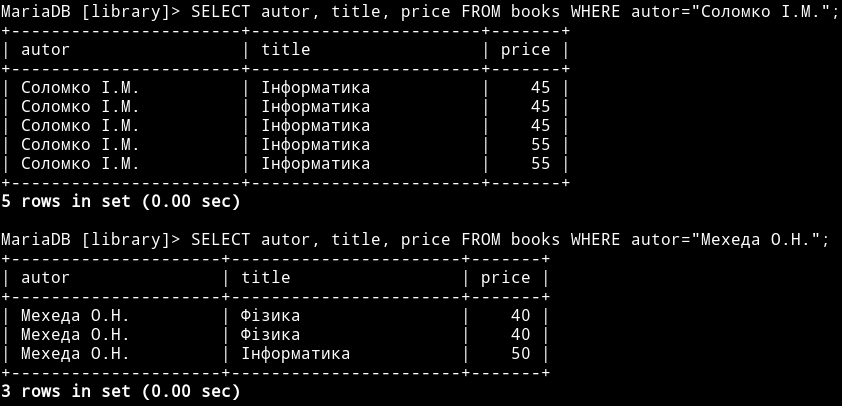 MariaDB [library]> SELECT autor, title, price FROM books WHERE autor="Соломко І.М.";
+-----------------------+-----------------------+-------+
| autor                 | title                 | price |
+-----------------------+-----------------------+-------+
| Соломко І.М.          | Інформатика           |    45 |
| Соломко І.М.          | Інформатика           |    45 |
| Соломко І.М.          | Інформатика           |    45 |
| Соломко І.М.          | Інформатика           |    55 |
| Соломко І.М.          | Інформатика           |    55 |
+-----------------------+-----------------------+-------+
5 rows in set (0.00 sec)
MariaDB [library]> SELECT autor, title, price FROM books WHERE autor="Мехеда О.Н.";
+---------------------+-----------------------+-------+
| autor               | title                 | price |
+---------------------+-----------------------+-------+
| Мехеда О.Н.         | Фізика                |    40 |
| Мехеда О.Н.         | Фізика                |    40 |
| Мехеда О.Н.         | Інформатика           |    50 |
+---------------------+-----------------------+-------+
3 rows in set (0.00 sec)